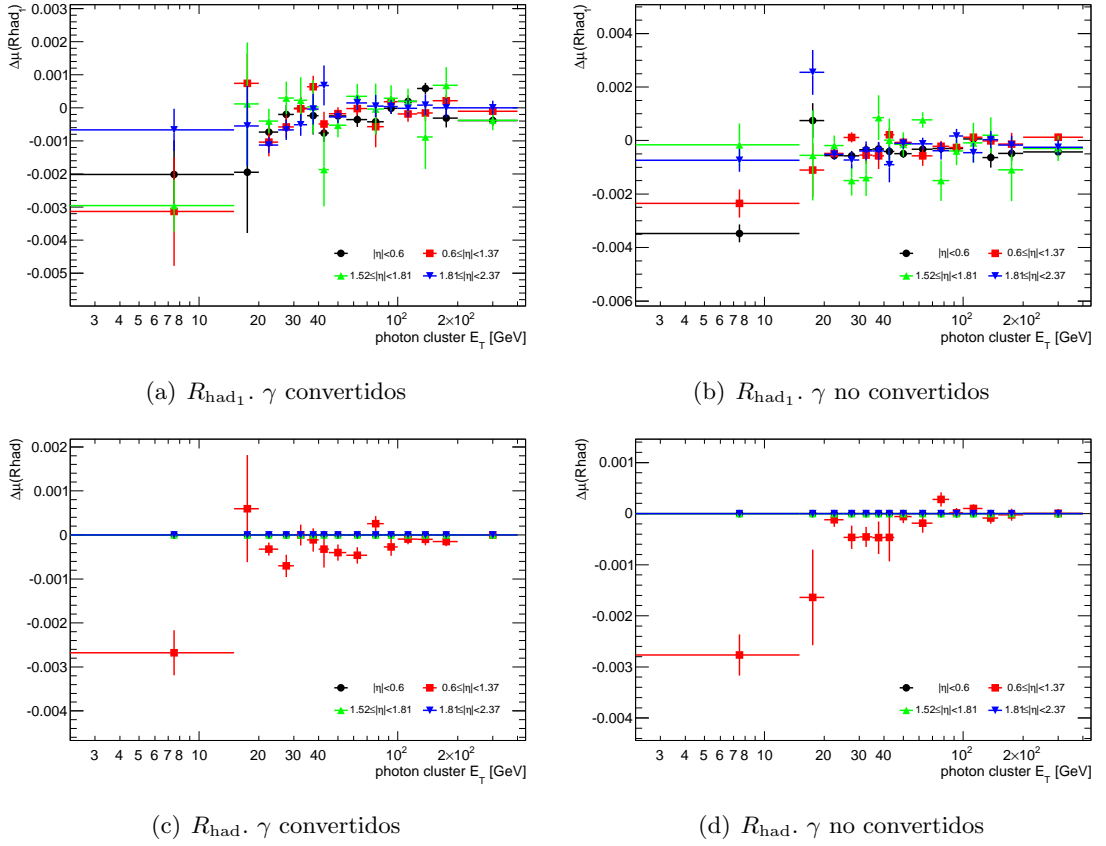 Δμ(Rhad₁)
0.003
0.002
0.001
0
-0.001
-0.002
-0.003
-0.004
-0.005
|η|<0.6 0.6≤|η|<1.37
1.52≤|η|<1.81 1.81≤|η|<2.37
3 4 5 6 7 8 10 20 30 40 10² 2×10²
photon cluster E_T [GeV]
(a) R_had₁. γ convertidos
Δμ(Rhad₁)
0.004
0.002
0
-0.002
-0.004
-0.006
|η|<0.6 0.6≤|η|<1.37
1.52≤|η|<1.81 1.81≤|η|<2.37
3 4 5 6 7 8 10 20 30 40 10² 2×10²
photon cluster E_T [GeV]
(b) R_had₁. γ no convertidos
Δμ(Rhad)
0.002
0.001
0
-0.001
-0.002
-0.003
-0.004
|η|<0.6 0.6≤|η|<1.37
1.52≤|η|<1.81 1.81≤|η|<2.37
3 4 5 6 7 8 10 20 30 40 10² 2×10²
photon cluster E_T [GeV]
(c) R_had. γ convertidos
Δμ(Rhad)
0.001
0
-0.001
-0.002
-0.003
-0.004
|η|<0.6 0.6≤|η|<1.37
1.52≤|η|<1.81 1.81≤|η|<2.37
3 4 5 6 7 8 10 20 30 40 10² 2×10²
photon cluster E_T [GeV]
(d) R_had. γ no convertidos